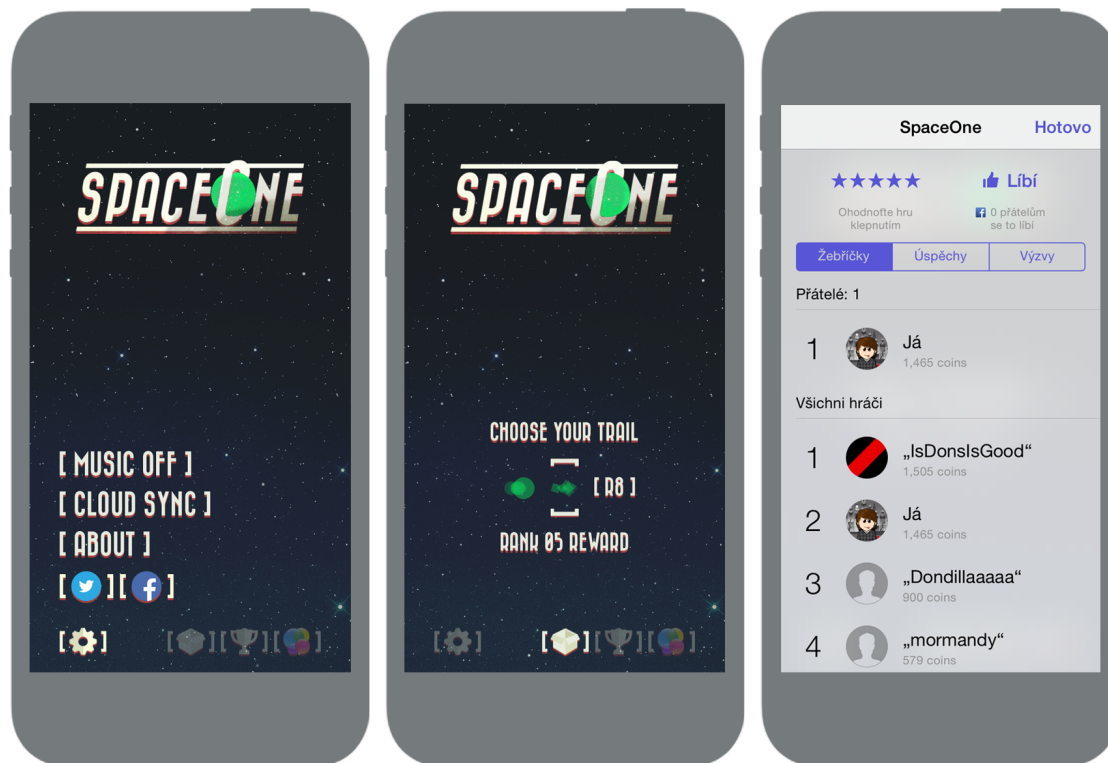 SPACEONE
[ MUSIC OFF ]
[ CLOUD SYNC ]
[ ABOUT ]
SPACEONE
CHOOSE YOUR TRAIL
[ R8 ]
RANK 05 REWARD
SpaceOne
Hotovo
Líbí
Ohodnoťte hru
klepnutím
0 přátelům
se to líbí
Žebříčky
Úspěchy
Výzvy
Přátelé: 1
1
Já
1,465 coins
Všichni hráči
1
„IsDonsIsGood“
1,505 coins
2
Já
1,465 coins
3
„Dondillaaaaa“
900 coins
4
„mormandy“
579 coins